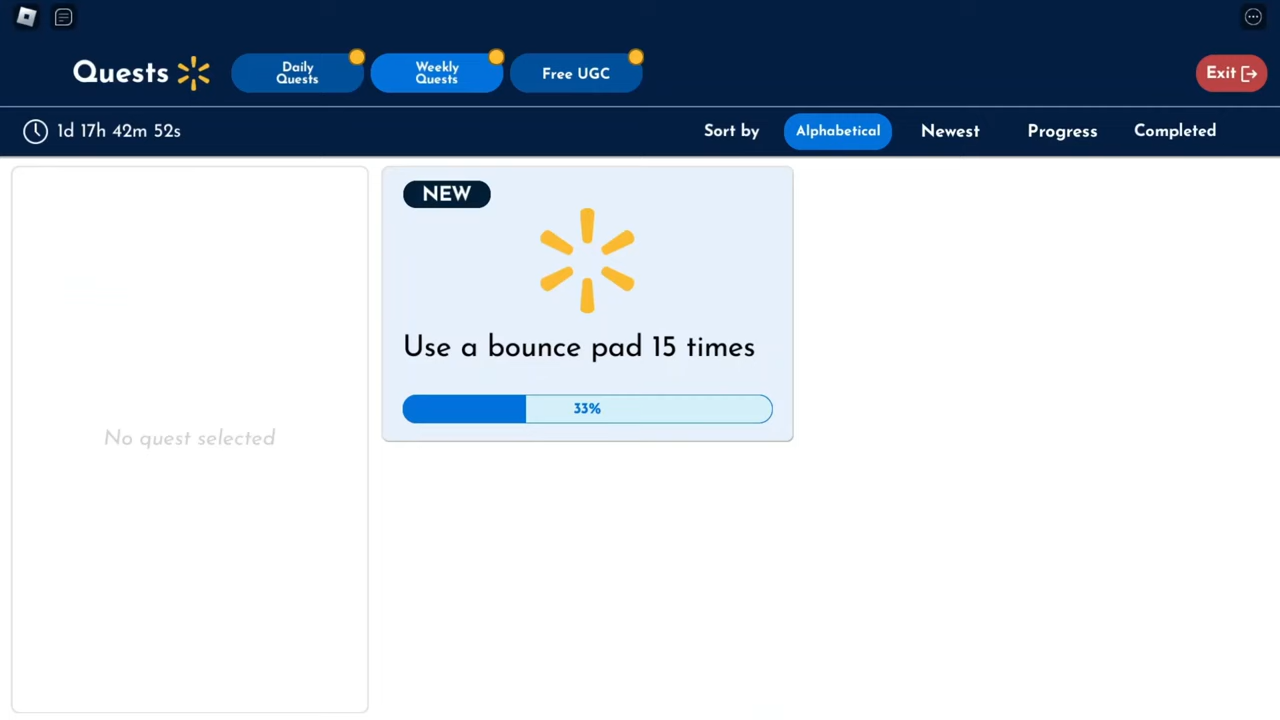 Quests
Daily
Quests
Weekly
Quests
Free UGC
Exit
1d 17h 42m 52s
Sort by
Alphabetical
Newest
Progress
Completed
No quest selected
NEW
Use a bounce pad 15 times
33%